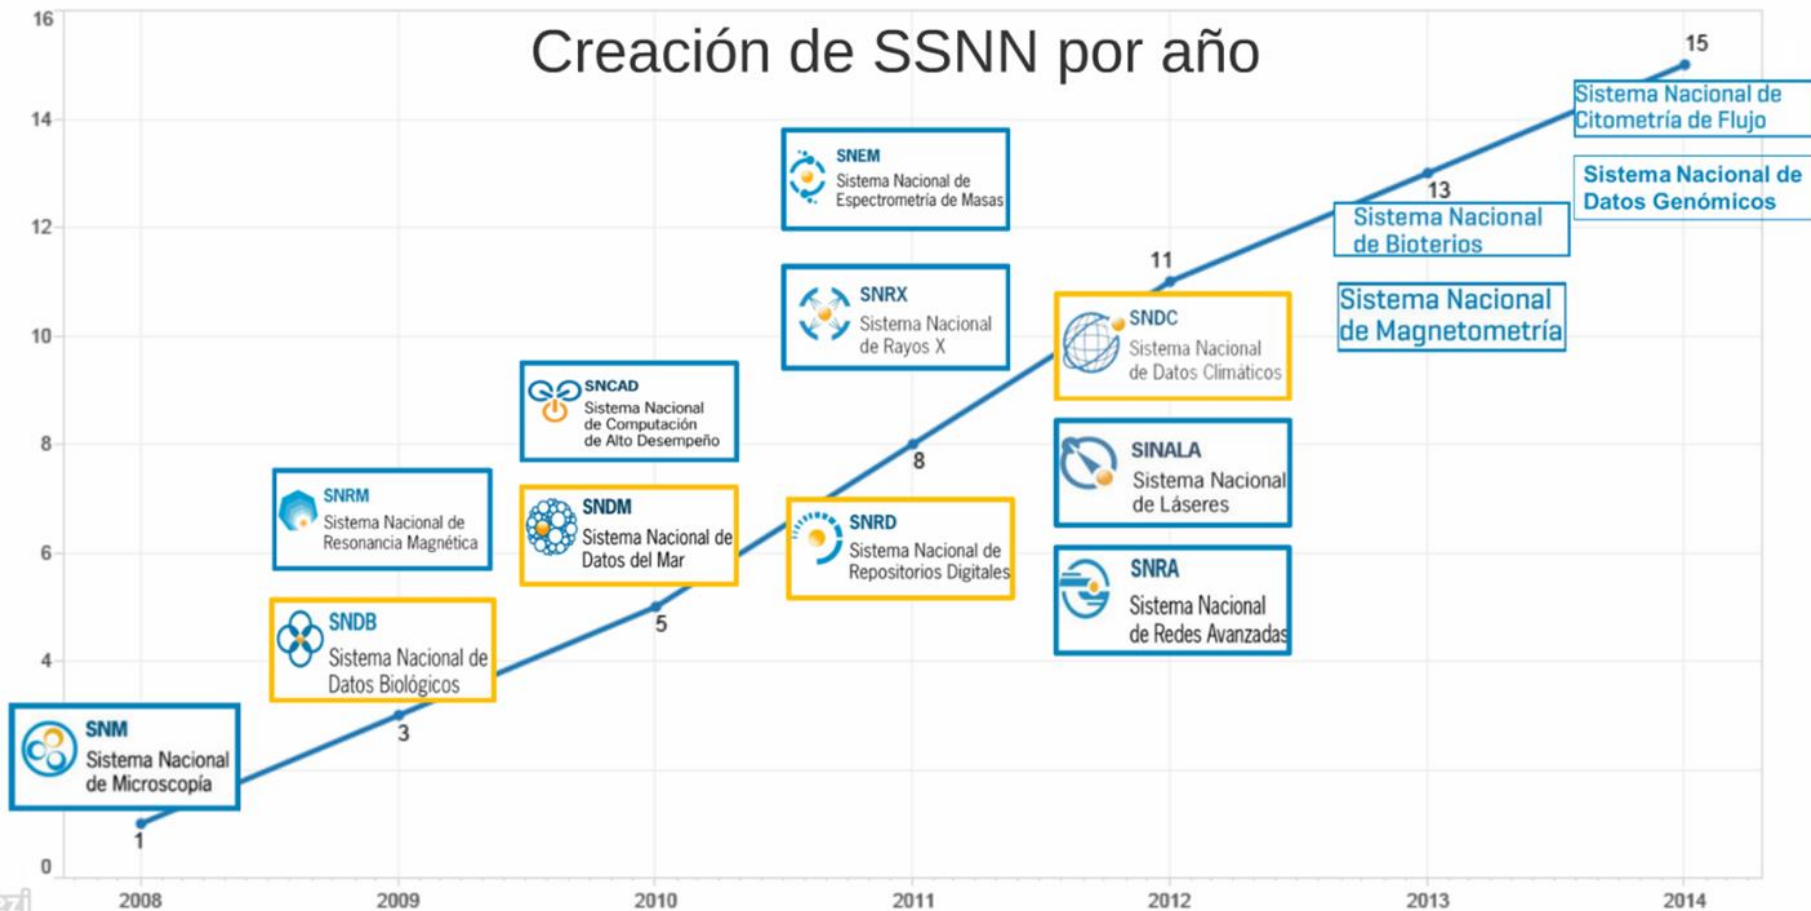 Creación de SSNN por año
16
14
12
10
8
6
4
0
2008
2009
2010
2011
2012
2013
2014
1
3
5
8
11
13
15
SNM
Sistema Nacional
de Microscopía
SNRM
Sistema Nacional de
Resonancia Magnética
SNDB
Sistema Nacional de
Datos Biológicos
SNCAD
Sistema Nacional
de Computación
de Alto Desempeño
SNDM
Sistema Nacional de
Datos del Mar
SNEM
Sistema Nacional de
Espectrometría de Masas
SNRX
Sistema Nacional
de Rayos X
SNRD
Sistema Nacional de
Repositorios Digitales
SNDC
Sistema Nacional
de Datos Climáticos
SINALA
Sistema Nacional
de Láseres
SNRA
Sistema Nacional
de Redes Avanzadas
Sistema Nacional
de Bioterios
Sistema Nacional
de Magnetometría
Sistema Nacional de
Citometría de Flujo
Sistema Nacional de
Datos Genómicos